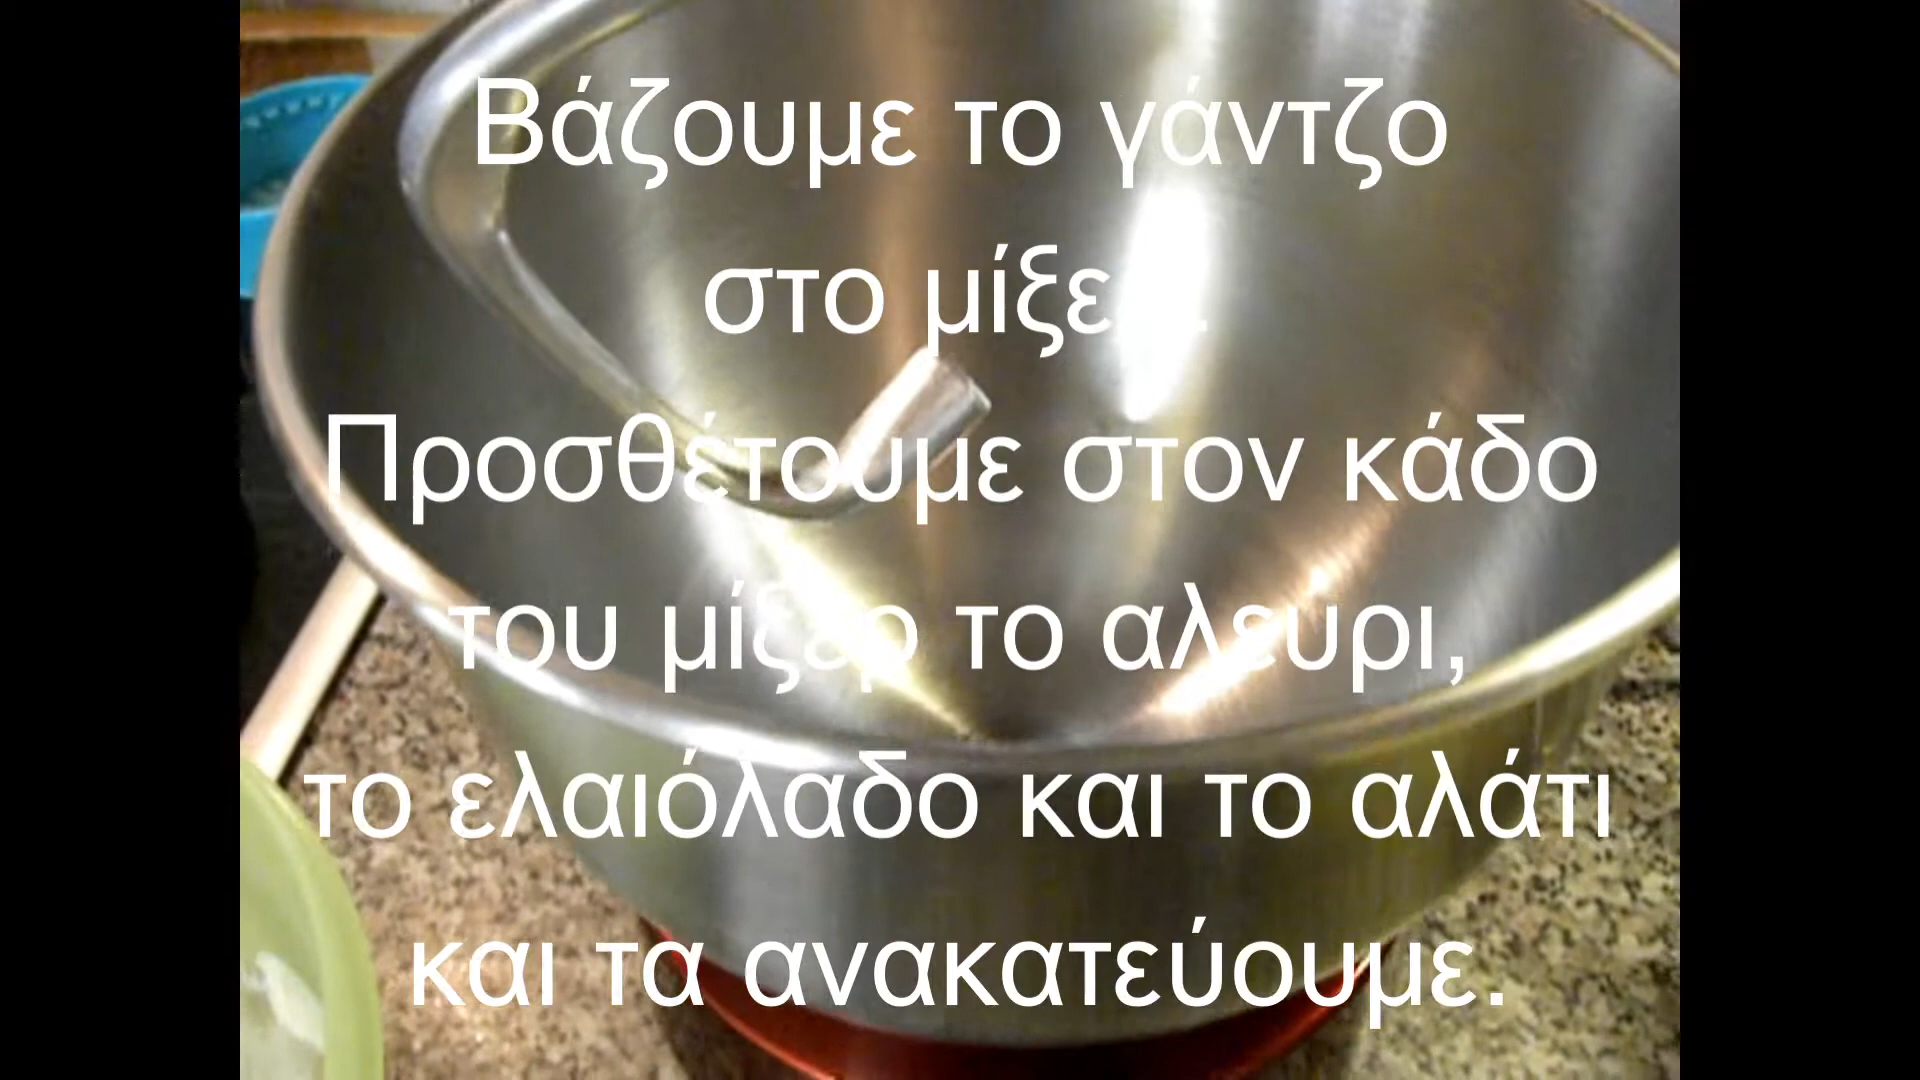 Βάζουμε το γάντζο
στο μίξερ.
Προσθέτουμε στον κάδο
του μίξερ το αλευρι,
το ελαιόλαδο και το αλάτι
και τα ανακατεύουμε.